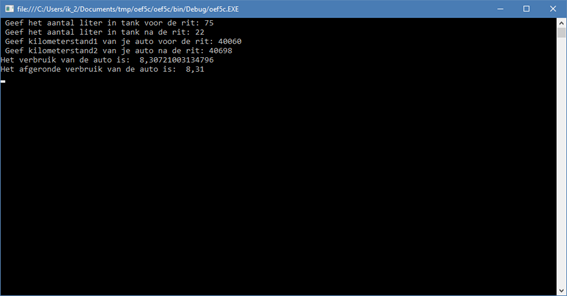 file:///C:/Users/ik_2/Documents/tmp/oef5c/oef5c/bin/Debug/oef5c.EXE
Geef het aantal liter in tank voor de rit: 75
Geef het aantal liter in tank na de rit: 22
Geef kilometerstand1 van je auto voor de rit: 40060
Geef kilometerstand2 van je auto na de rit: 40698
Het verbruik van de auto is:  8,30721003134796
Het afgeronde verbruik van de auto is:  8,31